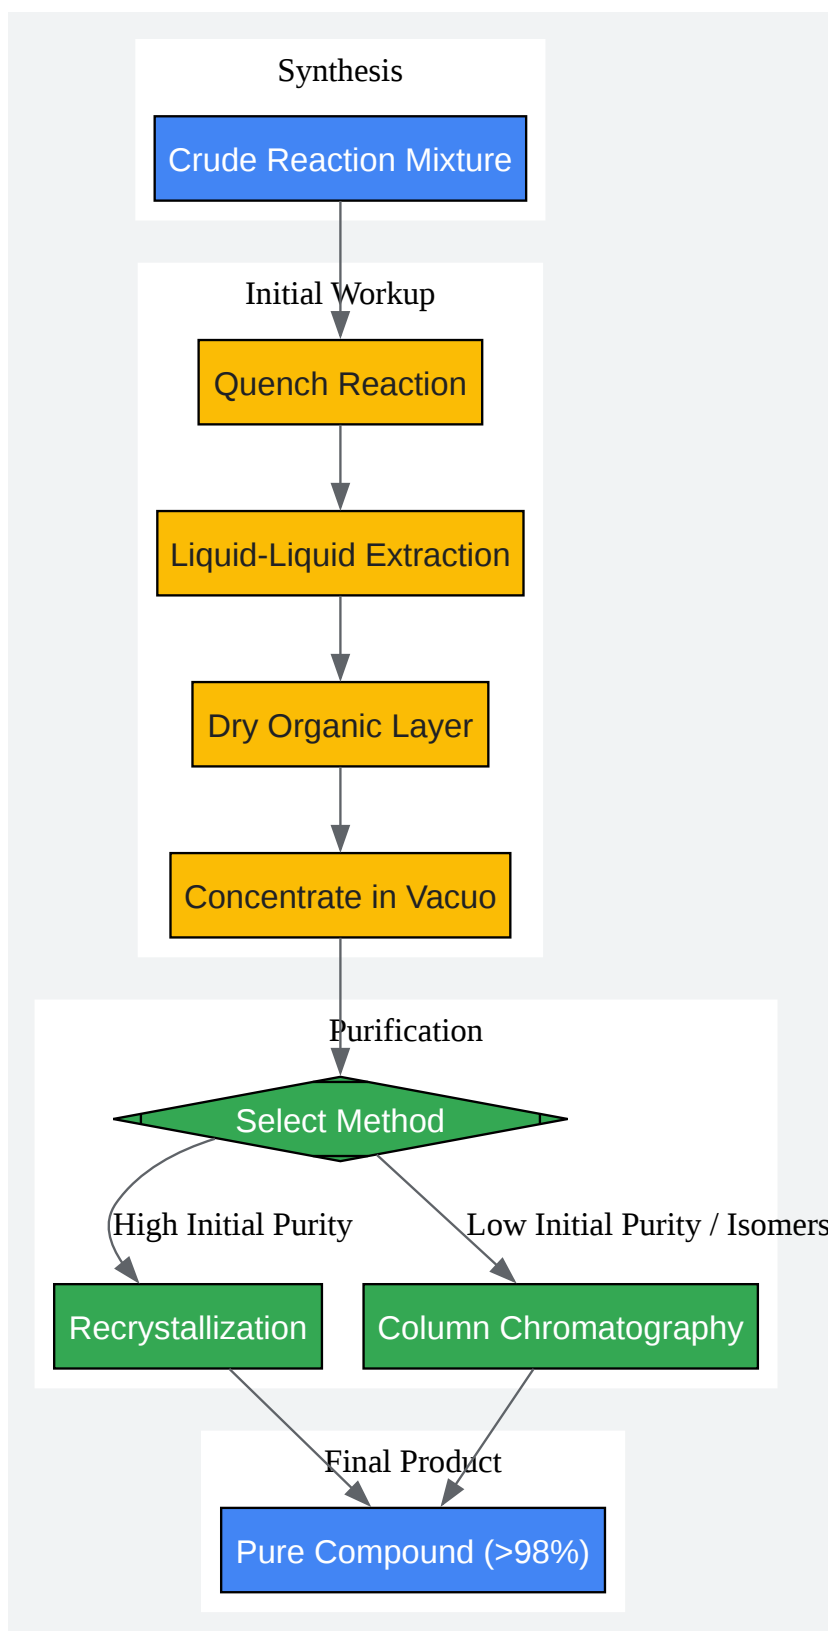 Synthesis
Crude Reaction Mixture
Initial Workup
Quench Reaction
Liquid-Liquid Extraction
Dry Organic Layer
Concentrate in Vacuo
Purification
Select Method
High Initial Purity
Low Initial Purity / Isomers
Recrystallization
Column Chromatography
Final Product
Pure Compound (>98%)